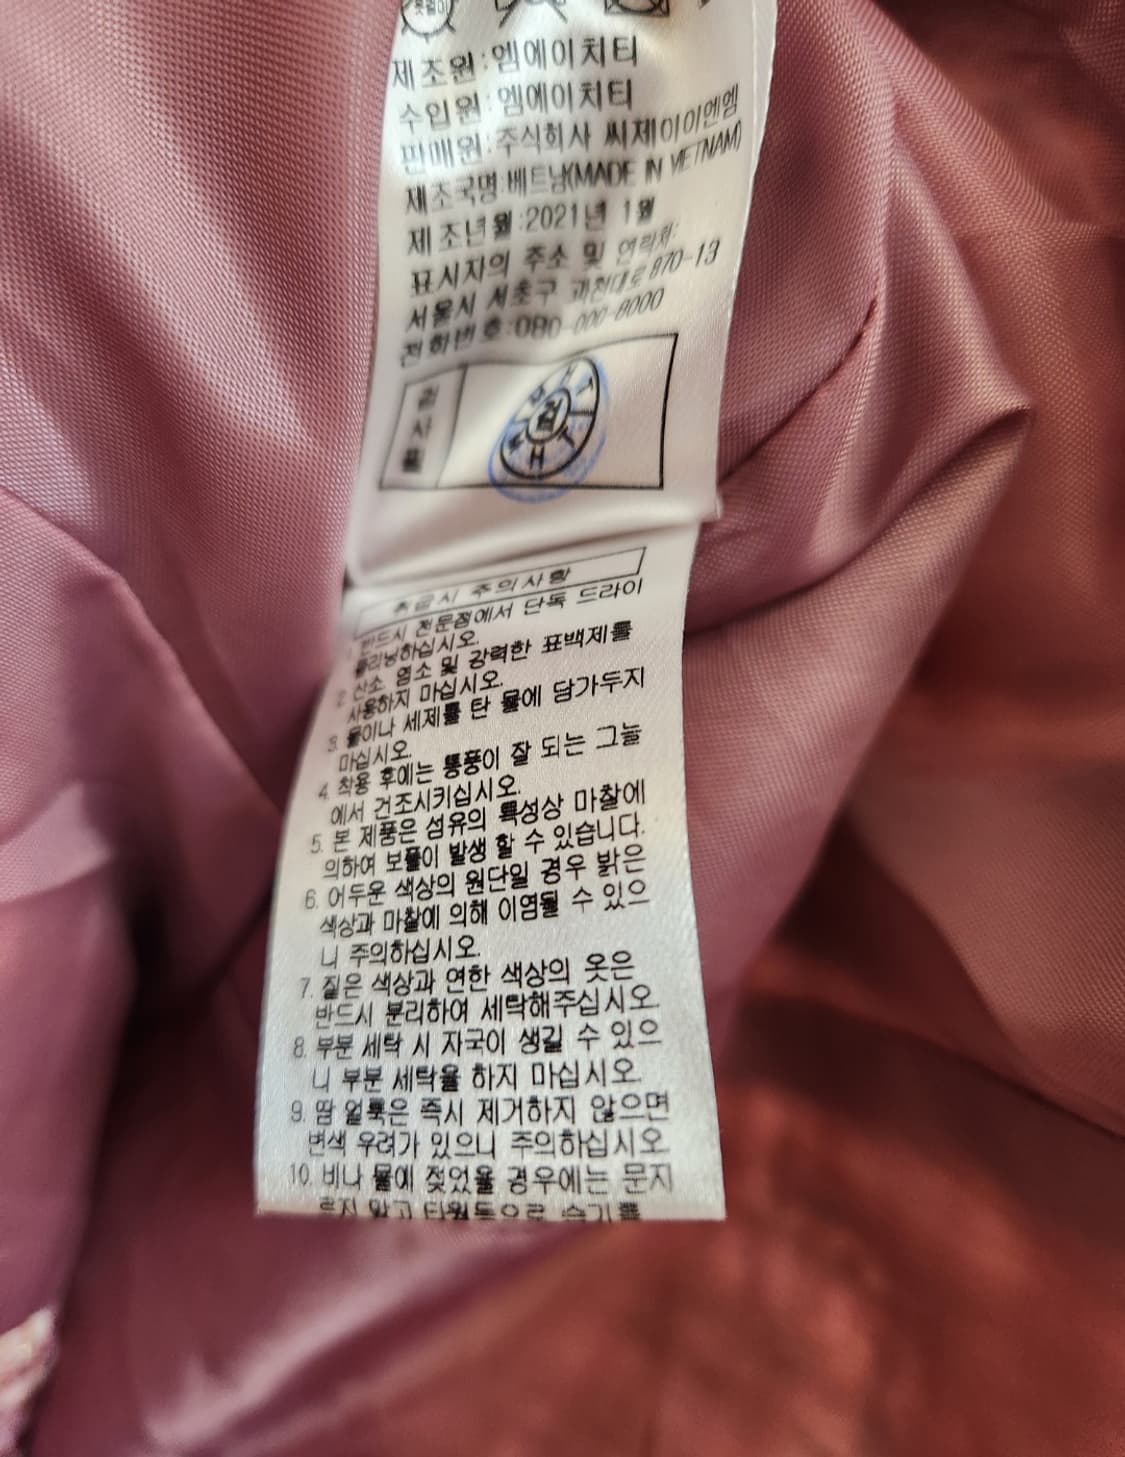 제조원:엠에이치티
수입원:엠에이치티
판매원:주식회사 씨제이이엔엠
제조국명:베트남(MADE IN VIETNAM)
제조년월:2021년 1월
표시자의 주소 및 연락처:
서울시 서초구 과천대로 870-13
전화번호:080-000-8000
검사필
MHT
검
MHT
취급시 주의사항
1. 반드시 전문점에서 단독 드라이
클리닝하십시오.
2. 산소 염소 및 강력한 표백제를
사용하지 마십시오.
3. 물이나 세제를 탄 물에 담가두지
마십시오.
4. 착용 후에는 통풍이 잘 되는 그늘
에서 건조시키십시오.
5. 본 제품은 섬유의 특성상 마찰에
의하여 보풀이 발생 할 수 있습니다.
6. 어두운 색상의 원단일 경우 밝은
색상과 마찰에 의해 이염될 수 있으
니 주의하십시오.
7. 짙은 색상과 연한 색상의 옷은
반드시 분리하여 세탁해주십시오.
8. 부분 세탁 시 자국이 생길 수 있으
니 부분 세탁을 하지 마십시오.
9. 땀 얼룩은 즉시 제거하지 않으면
변색 우려가 있으니 주의하십시오.
10. 비나 물에 젖었을 경우에는 문지
르지 말고 타월등으로 습기를